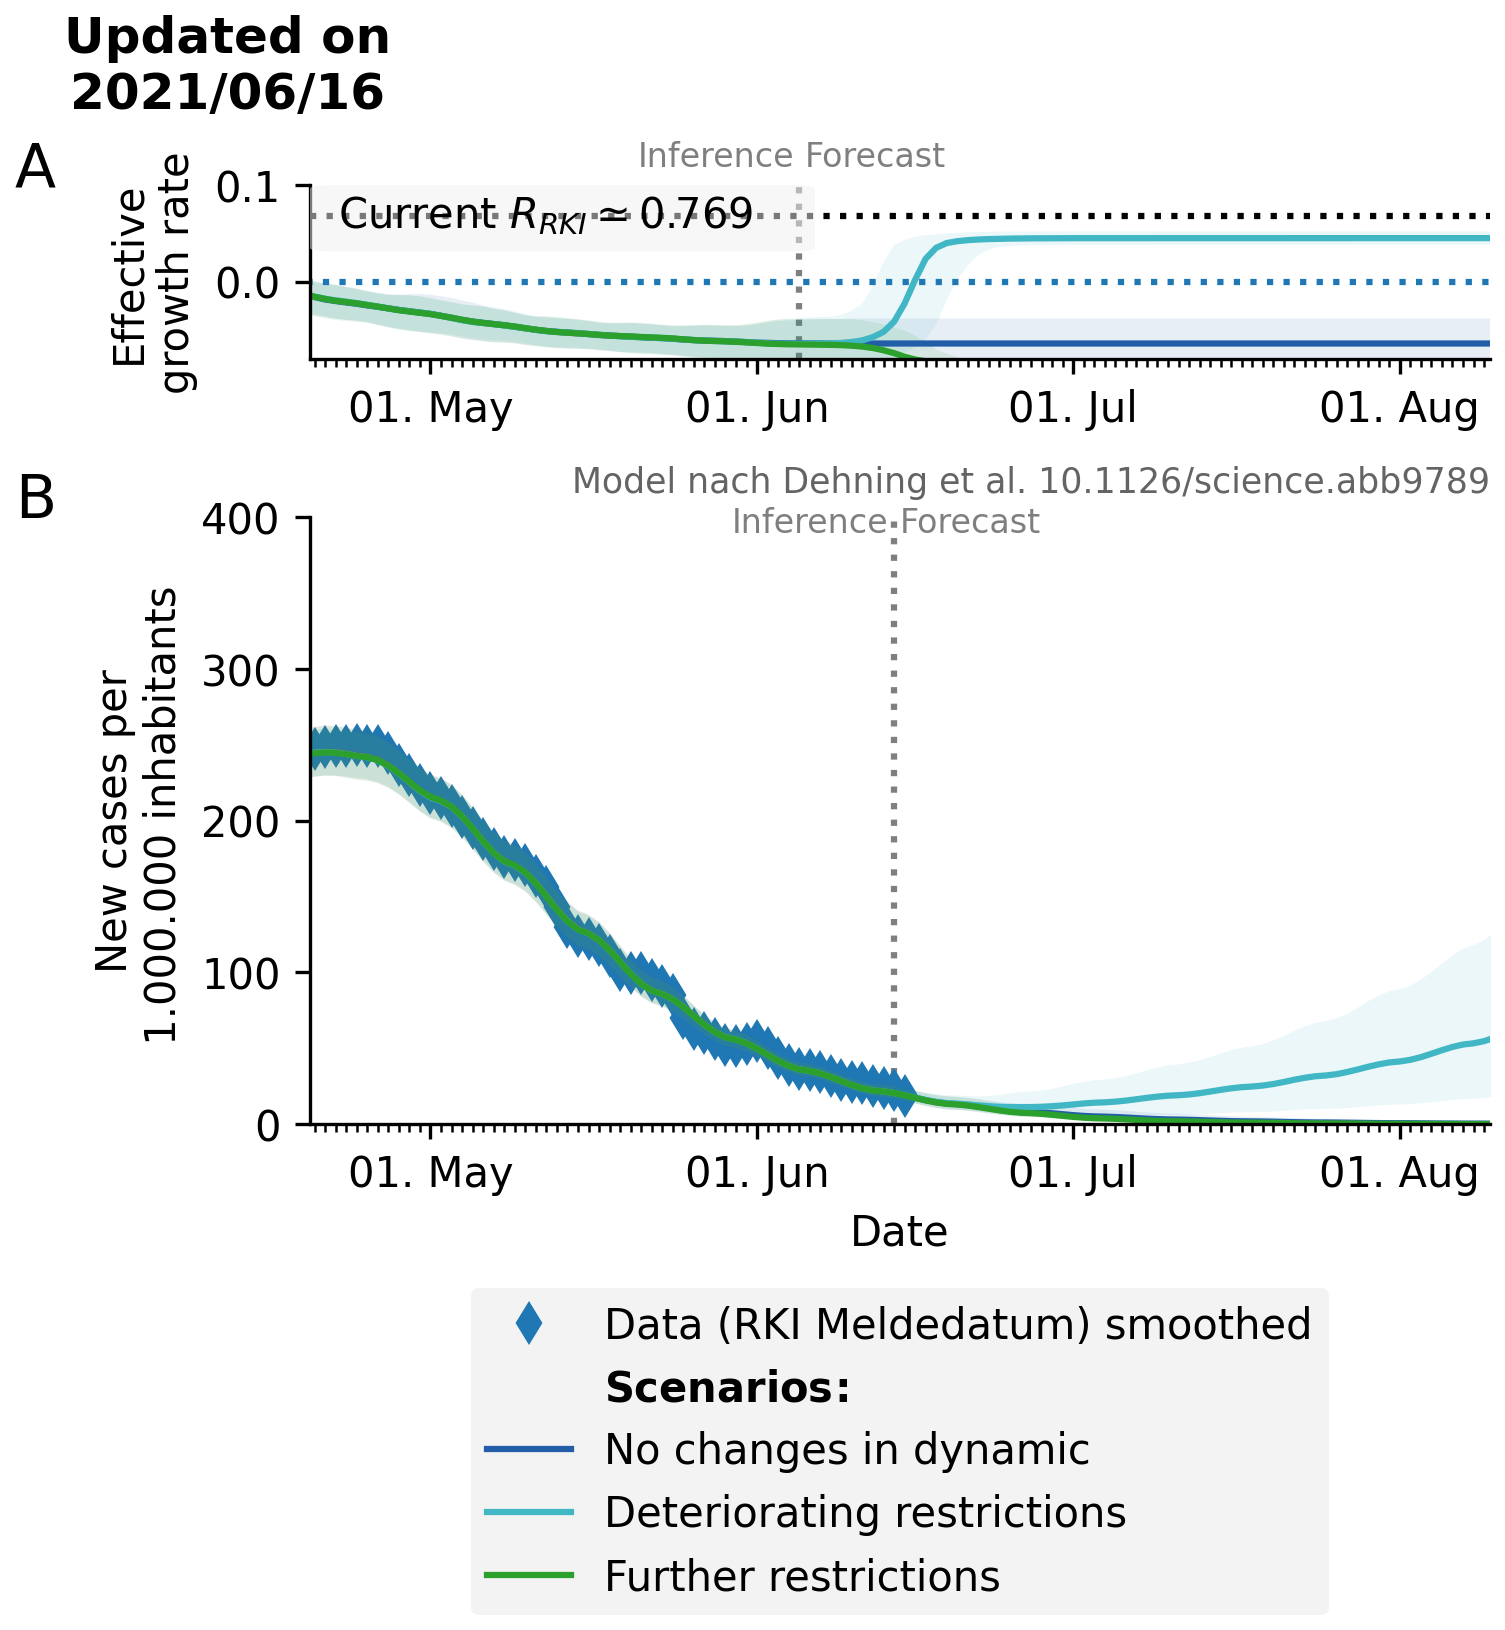 Updated on
2021/06/16
A
Inference Forecast
Effective
growth rate
0.1
0.0
Current R_RKI ≃ 0.769
01. May
01. Jun
01. Jul
01. Aug
B
Model nach Dehning et al. 10.1126/science.abb9789
Inference Forecast
New cases per
1.000.000 inhabitants
400
300
200
100
0
01. May
01. Jun
01. Jul
01. Aug
Date
Data (RKI Meldedatum) smoothed
Scenarios:
No changes in dynamic
Deteriorating restrictions
Further restrictions